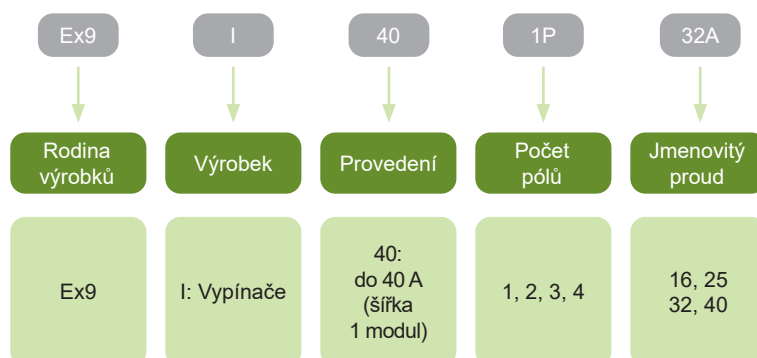 Ex9
I
40
1P
32A
Rodina
výrobků
Výrobek
Provedení
Počet
pólů
Jmenovitý
proud
Ex9
I: Vypínače
40:
do 40 A
(šířka
1 modul)
1, 2, 3, 4
16, 25
32, 40